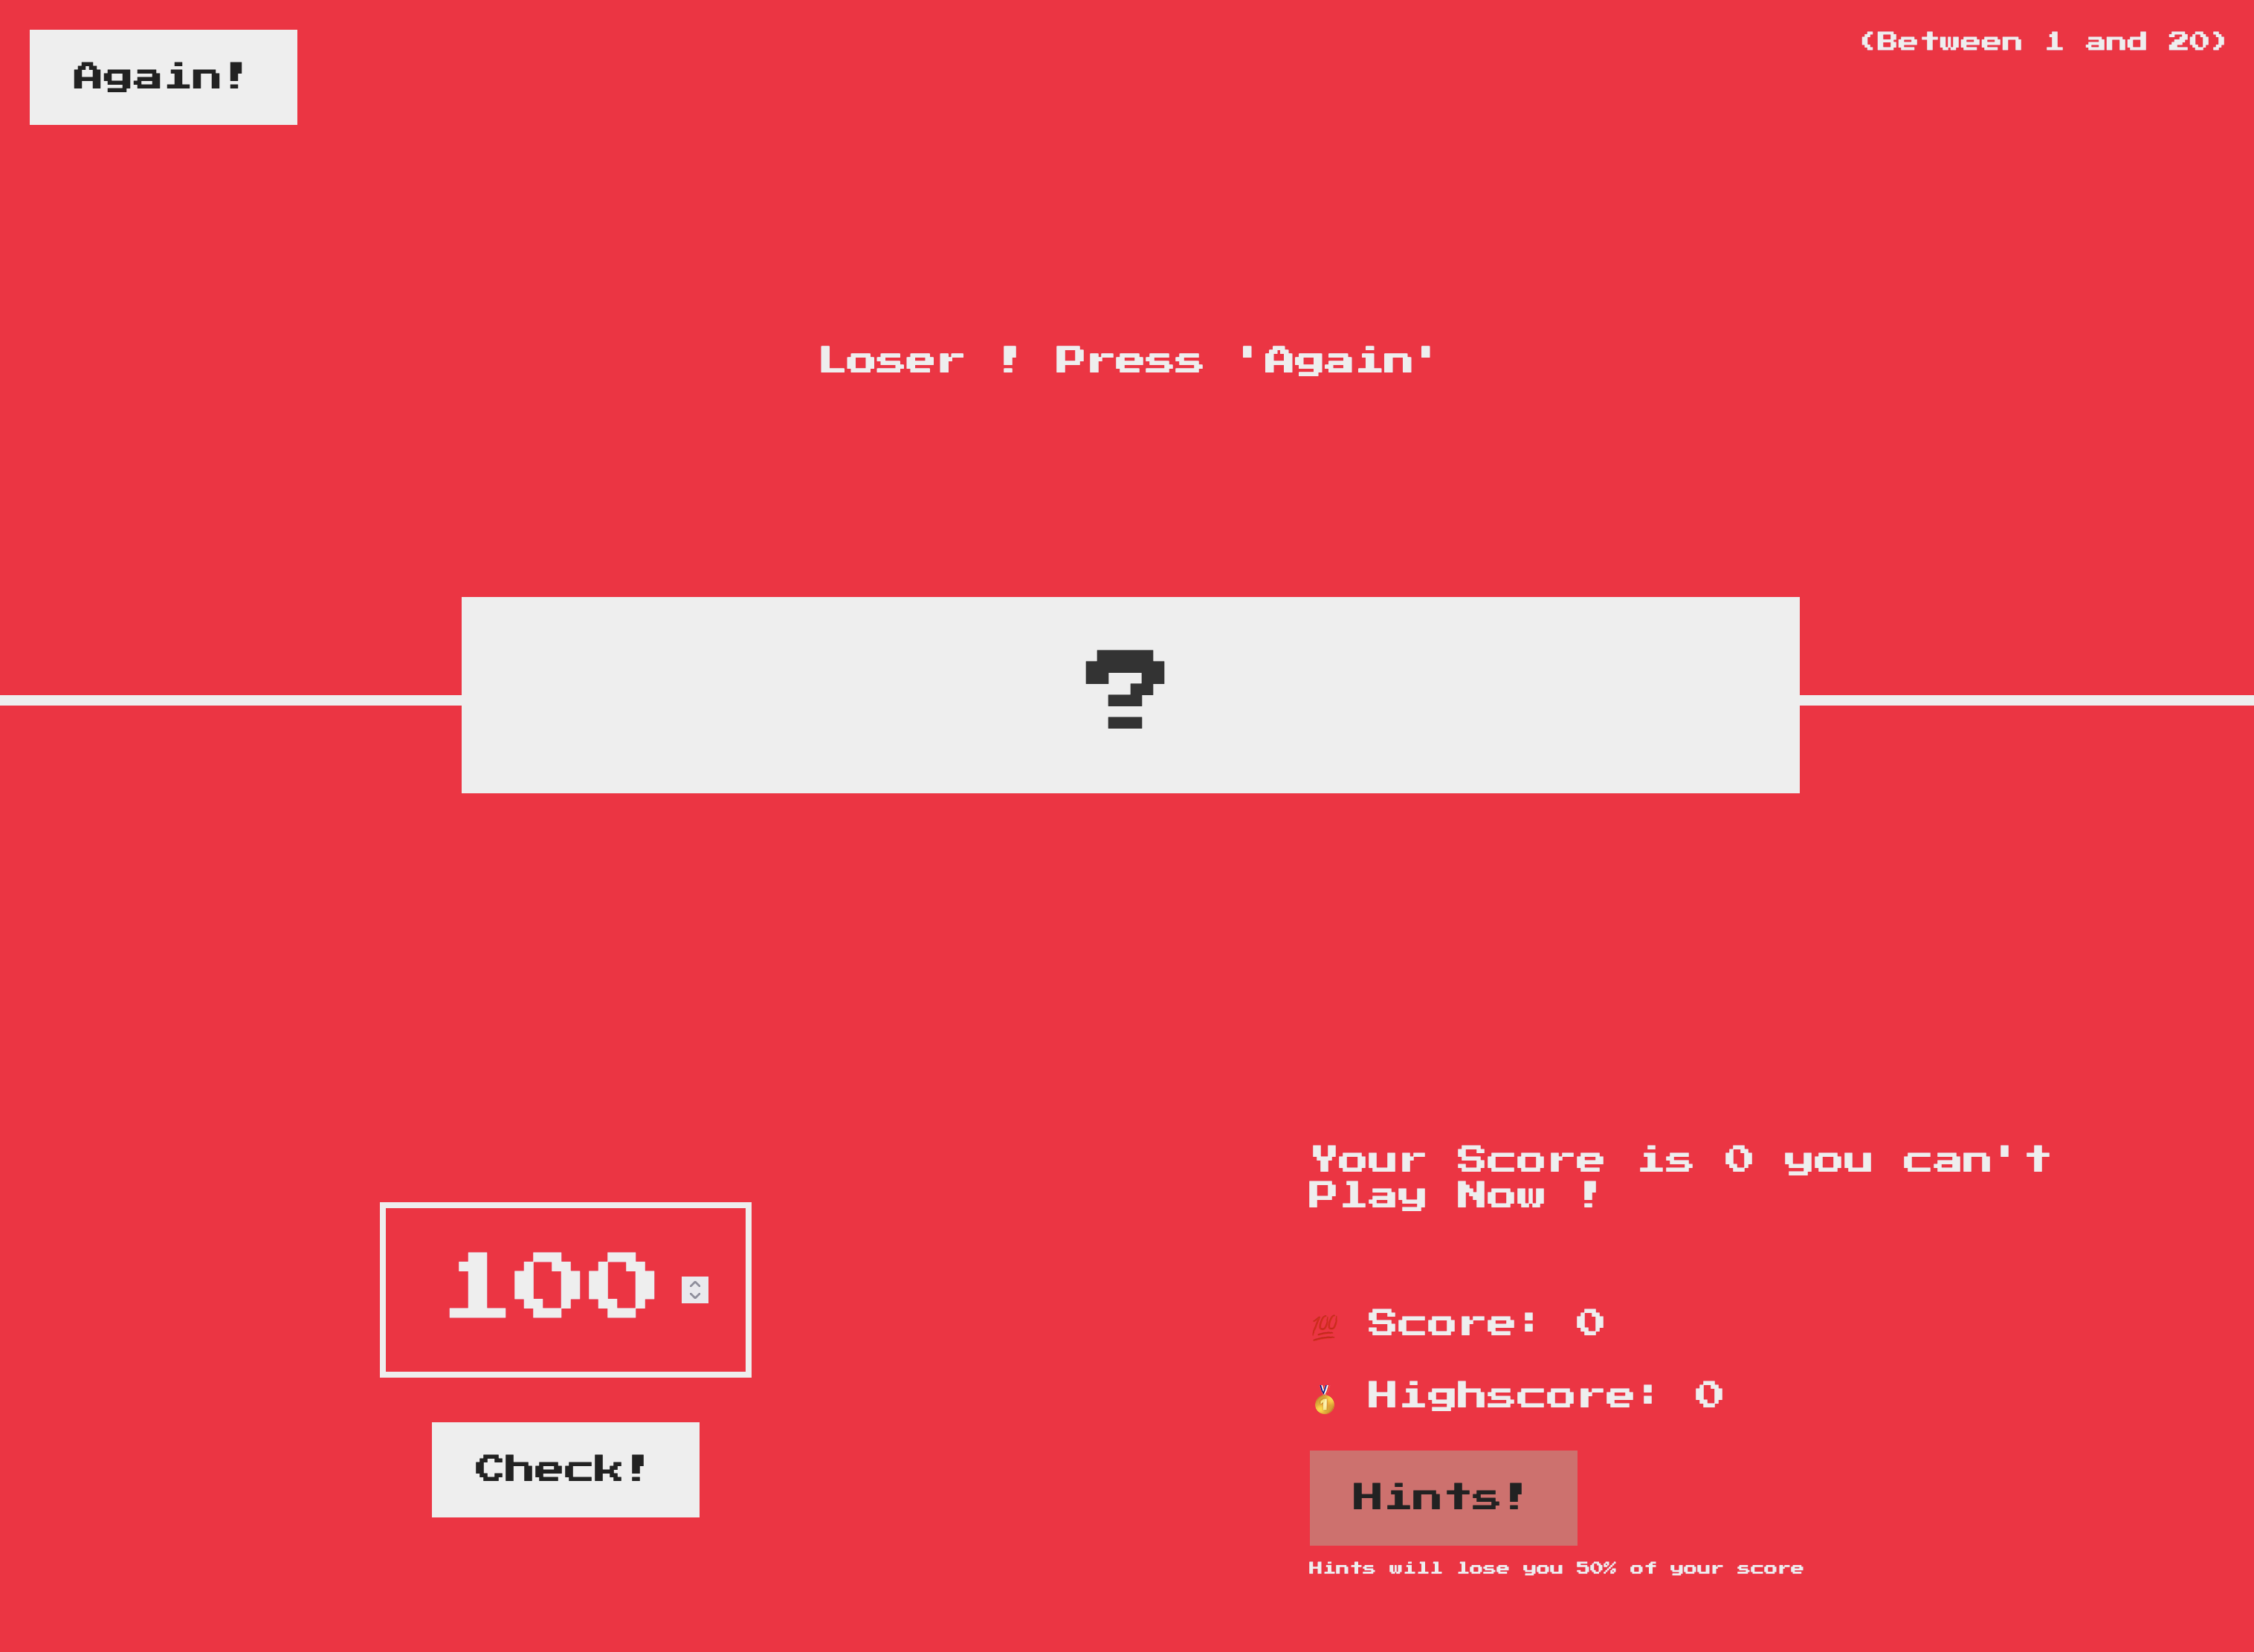 Again!
(Between 1 and 20)
Loser ! Press 'Again'
?
Your Score is 0 you can't
Play Now !
100
💯 Score: 0
🥇 Highscore: 0
Check!
Hints!
Hints will lose you 50% of your score